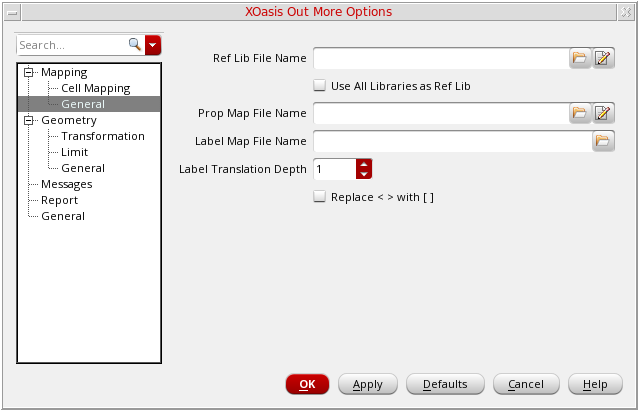 XOasis Out More Options
Search...
Mapping
Cell Mapping
General
Geometry
Transformation
Limit
General
Messages
Report
General
Ref Lib File Name
Use All Libraries as Ref Lib
Prop Map File Name
Label Map File Name
Label Translation Depth 1
Replace < > with [ ]
OK Apply Defaults Cancel Help